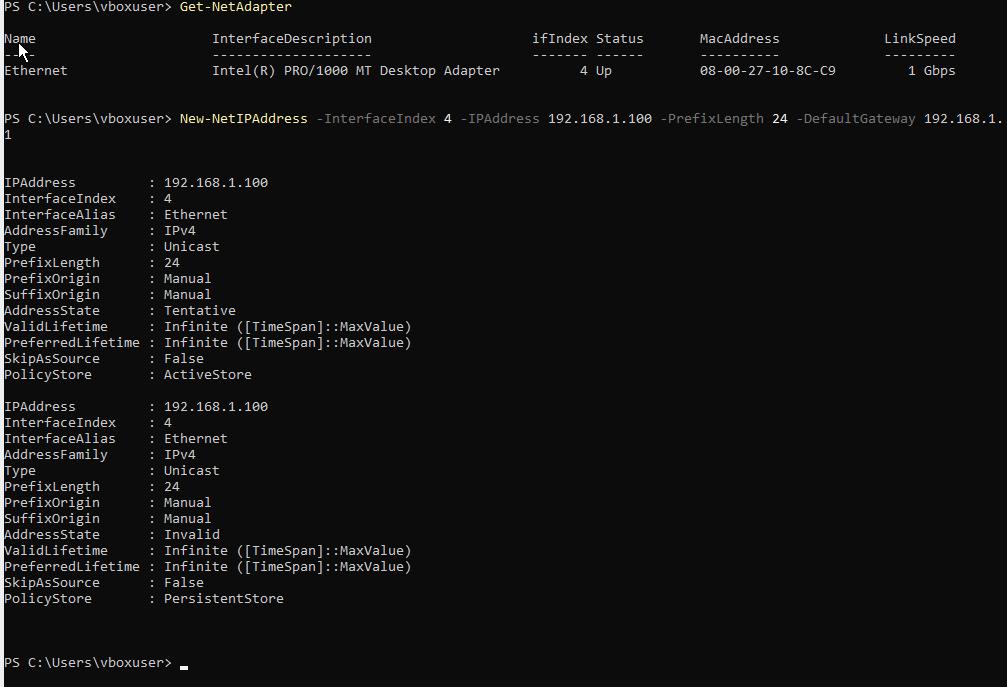 PS C:\Users\vboxuser> Get-NetAdapter
Name                      InterfaceDescription                    ifIndex Status       MacAddress             LinkSpeed
----                      --------------------                    ------- ------       ----------             ---------
Ethernet                  Intel(R) PRO/1000 MT Desktop Adapter          4 Up           08-00-27-10-8C-C9         1 Gbps
PS C:\Users\vboxuser> New-NetIPAddress -InterfaceIndex 4 -IPAddress 192.168.1.100 -PrefixLength 24 -DefaultGateway 192.168.1.
1
IPAddress         : 192.168.1.100
InterfaceIndex    : 4
InterfaceAlias    : Ethernet
AddressFamily     : IPv4
Type              : Unicast
PrefixLength      : 24
PrefixOrigin      : Manual
SuffixOrigin      : Manual
AddressState      : Tentative
ValidLifetime     : Infinite ([TimeSpan]::MaxValue)
PreferredLifetime : Infinite ([TimeSpan]::MaxValue)
SkipAsSource      : False
PolicyStore       : ActiveStore
IPAddress         : 192.168.1.100
InterfaceIndex    : 4
InterfaceAlias    : Ethernet
AddressFamily     : IPv4
Type              : Unicast
PrefixLength      : 24
PrefixOrigin      : Manual
SuffixOrigin      : Manual
AddressState      : Invalid
ValidLifetime     : Infinite ([TimeSpan]::MaxValue)
PreferredLifetime : Infinite ([TimeSpan]::MaxValue)
SkipAsSource      : False
PolicyStore       : PersistentStore
PS C:\Users\vboxuser>